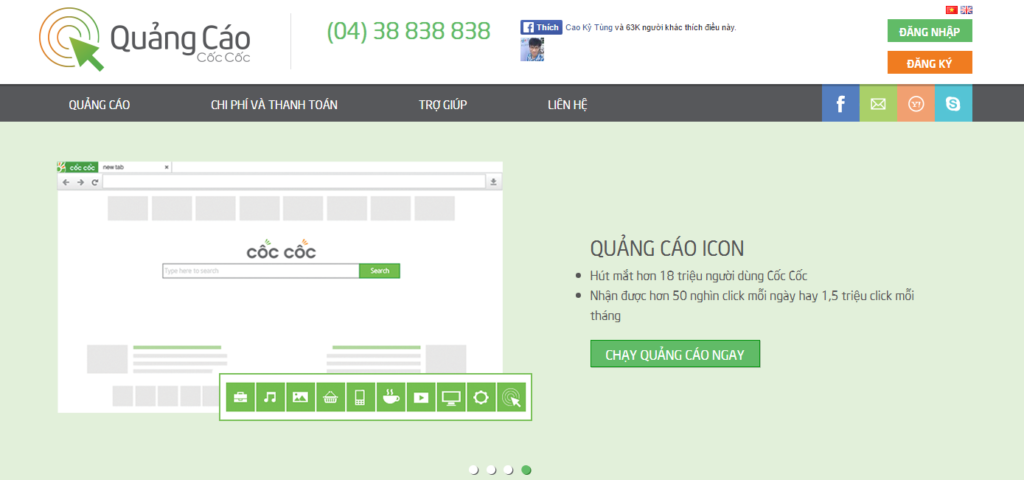 Quảng Cáo
Cốc Cốc
(04) 38 838 838
f Thích Cao Kỳ Tùng và 63K người khác thích điều này.
ĐĂNG NHẬP
ĐĂNG KÝ
QUẢNG CÁO CHI PHÍ VÀ THANH TOÁN TRỢ GIÚP LIÊN HỆ
cốc cốc new tab
cốc cốc
Type here to search Search
QUẢNG CÁO ICON
Hút mắt hơn 18 triệu người dùng Cốc Cốc
Nhận được hơn 50 nghìn click mỗi ngày hay 1,5 triệu click mỗi
tháng
CHẠY QUẢNG CÁO NGAY